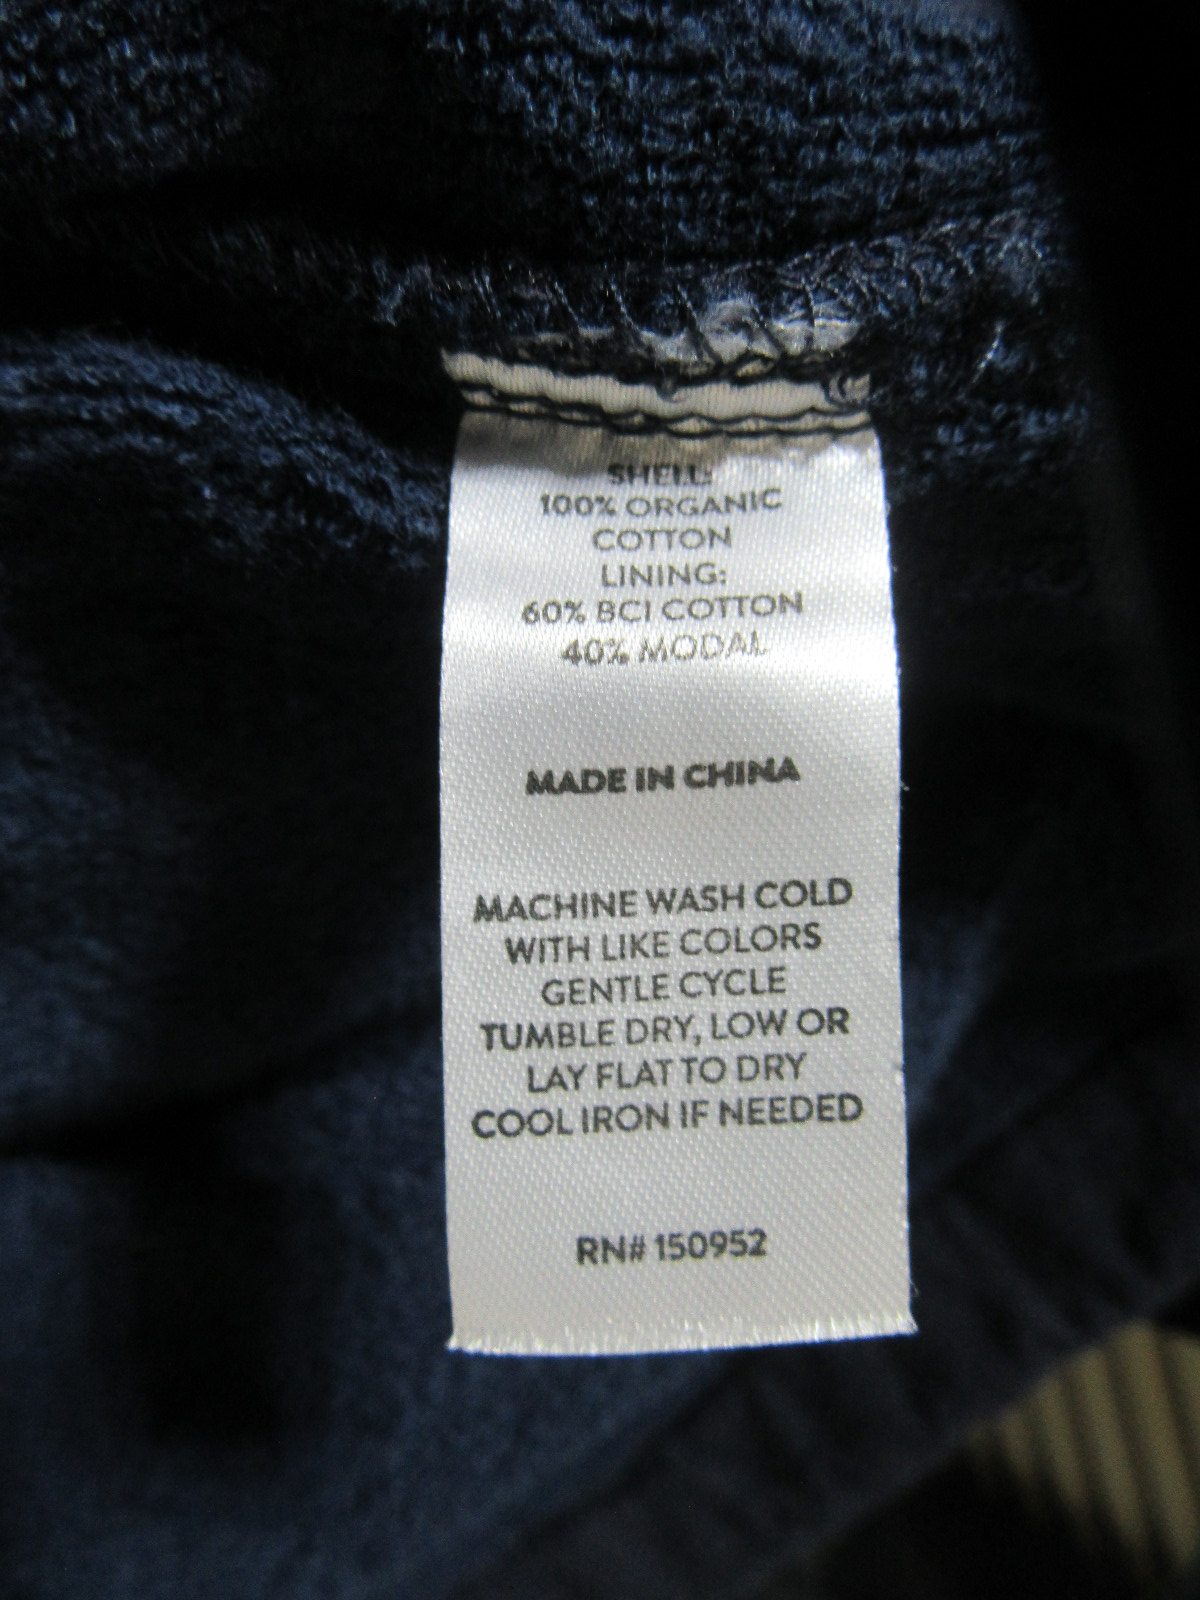 SHELL:
100% ORGANIC
COTTON
LINING:
60% BCI COTTON
40% MODAL
MADE IN CHINA
MACHINE WASH COLD
WITH LIKE COLORS
GENTLE CYCLE
TUMBLE DRY, LOW OR
LAY FLAT TO DRY
COOL IRON IF NEEDED
RN# 150952